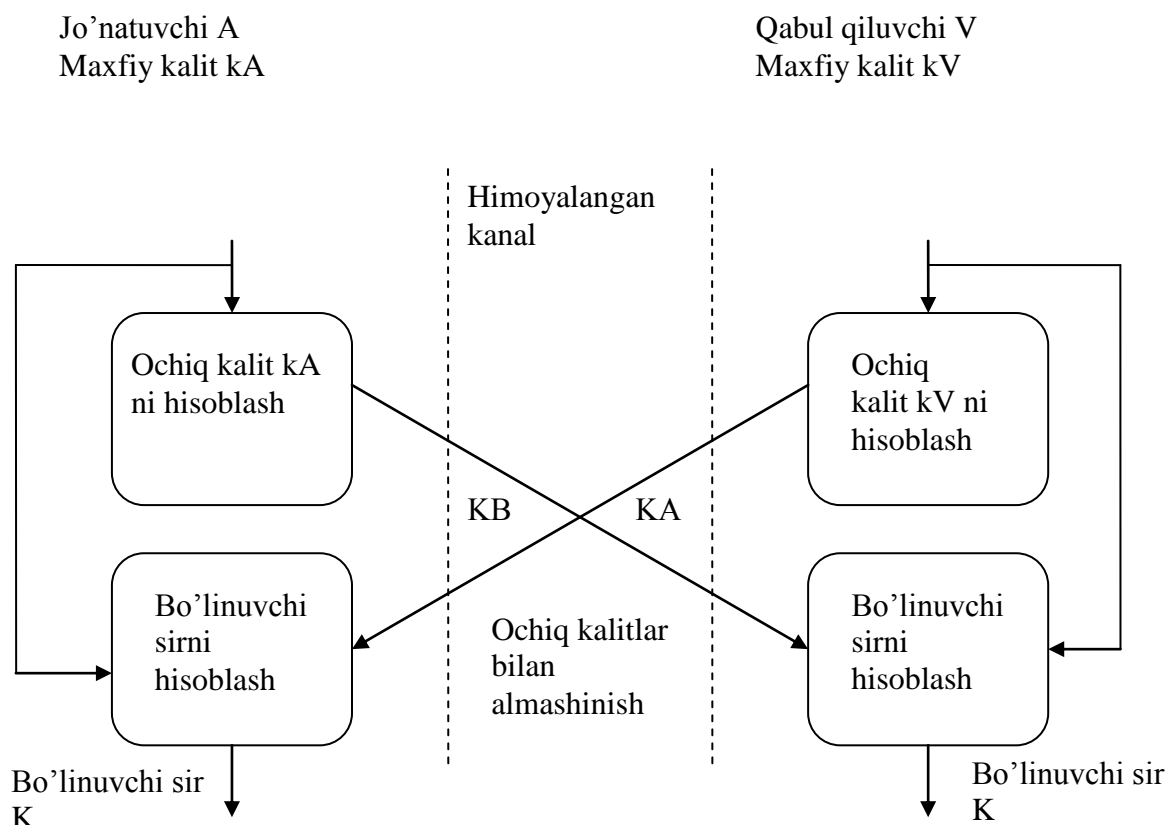 Jo’natuvchi A
Maxfiy kalit kA
Qabul qiluvchi V
Maxfiy kalit kV
Himoyalangan
kanal
Ochiq kalit kA
ni hisoblash
Ochiq
kalit kV ni
hisoblash
KB
KA
Bo’linuvchi
sirni
hisoblash
Ochiq kalitlar
bilan
almashinish
Bo’linuvchi
sirni
hisoblash
Bo’linuvchi sir
K
Bo’linuvchi sir
K